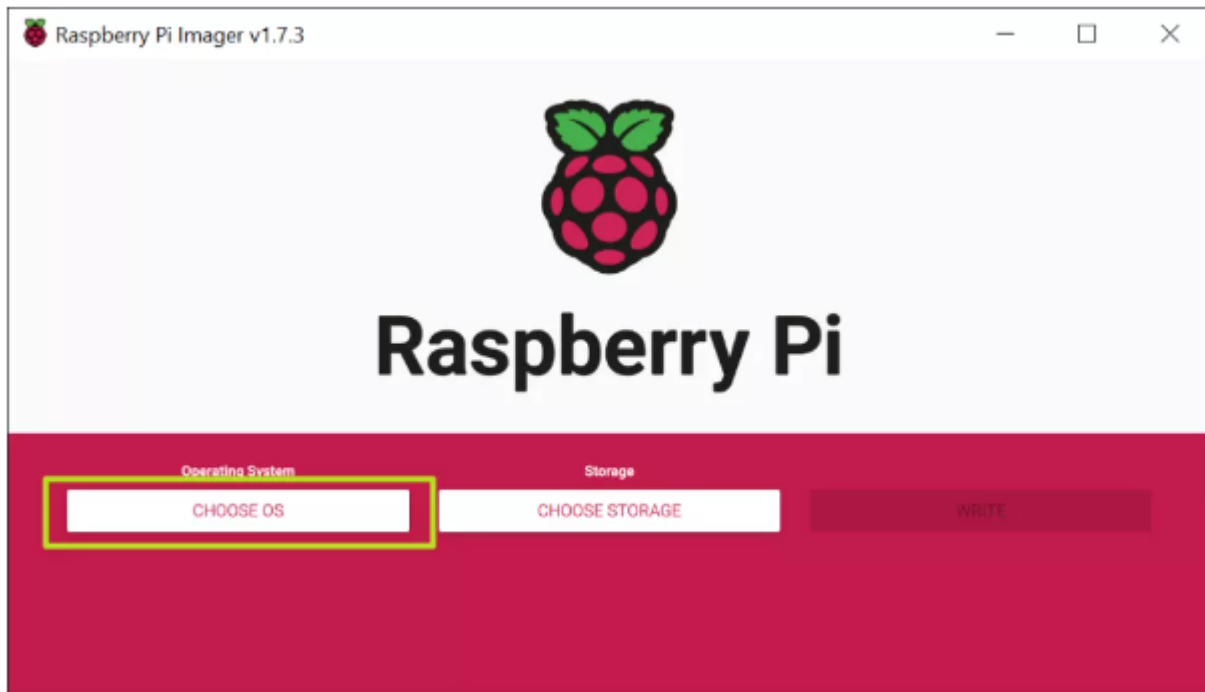 Raspberry Pi Imager v1.7.3
Raspberry Pi
Operating System
Storage
CHOOSE OS
CHOOSE STORAGE
WRITE